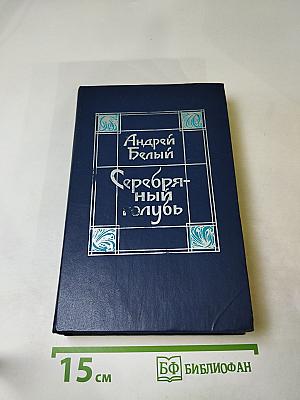 Андрей
Белый
Серебря-
ный
голубь
15 см
БФ БИБЛИОФАН